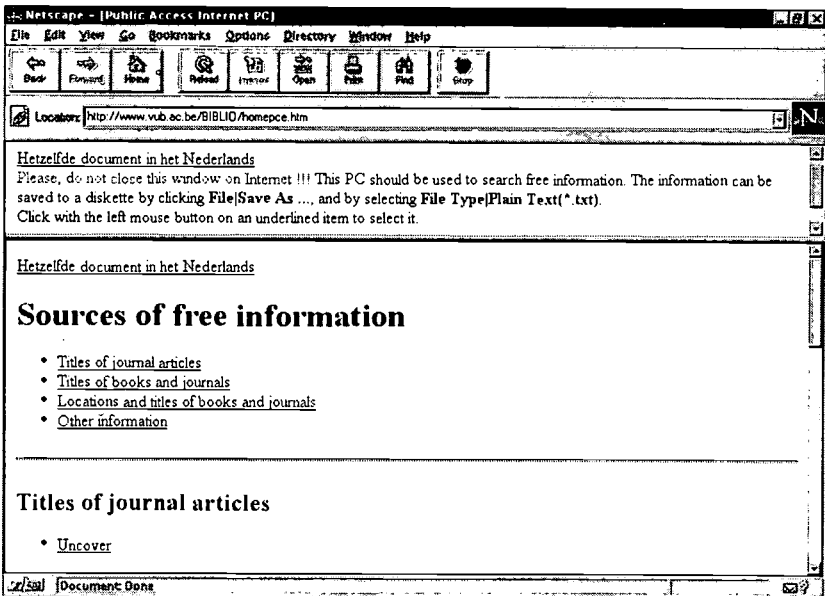 Netscape - [Public Access Internet PC]
File Edit View Go Bookmarks Options Directory Window Help
Back Forward Home Reload Images Open Print Find Stop
Location: http://www.vub.ac.be/BIBLIO/homepce.htm
N
Hetzelfde document in het Nederlands
Please, do not close this window on Internet !!! This PC should be used to search free information. The information can be
saved to a diskette by clicking File|Save As ..., and by selecting File Type|Plain Text(*.txt).
Click with the left mouse button on an underlined item to select it.
Hetzelfde document in het Nederlands
Sources of free information
• Titles of journal articles
• Titles of books and journals
• Locations and titles of books and journals
• Other information
Titles of journal articles
• Uncover
Document: Done